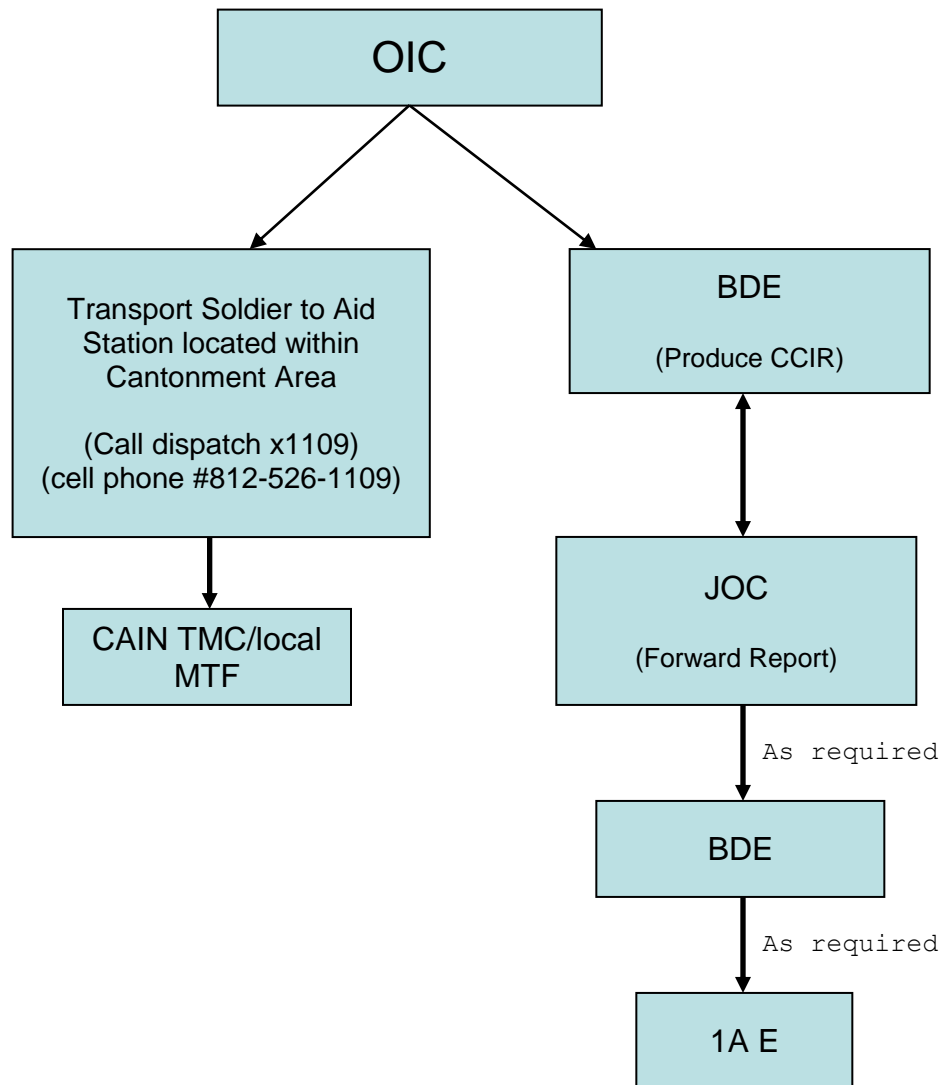 OIC
Transport Soldier to Aid
Station located within
Cantonment Area
(Call dispatch x1109)
(cell phone #812-526-1109)
CAIN TMC/local
MTF
BDE
(Produce CCIR)
JOC
(Forward Report)
As required
BDE
As required
1A E